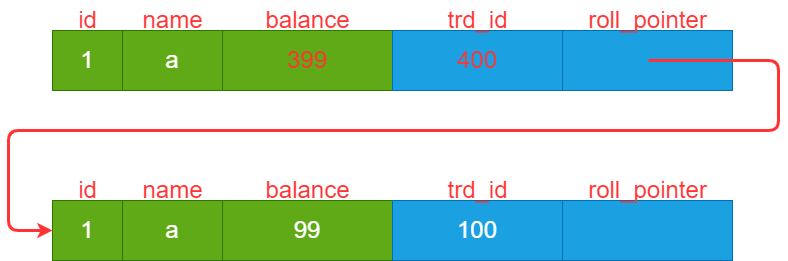 id name balance trd_id roll_pointer
1 a 399 400
id name balance trd_id roll_pointer
1 a 99 100